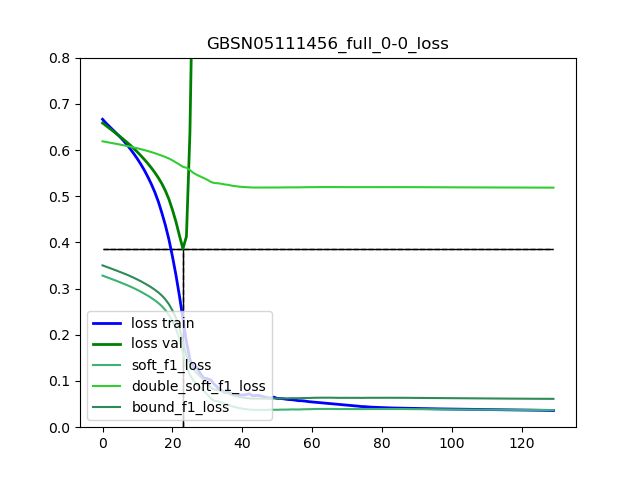 GBSN05111456_full_0-0_loss
0.8
0.7
0.6
0.5
0.4
0.3
0.2
0.1
0.0
loss train
loss val
soft_f1_loss
double_soft_f1_loss
bound_f1_loss
0 20 40 60 80 100 120